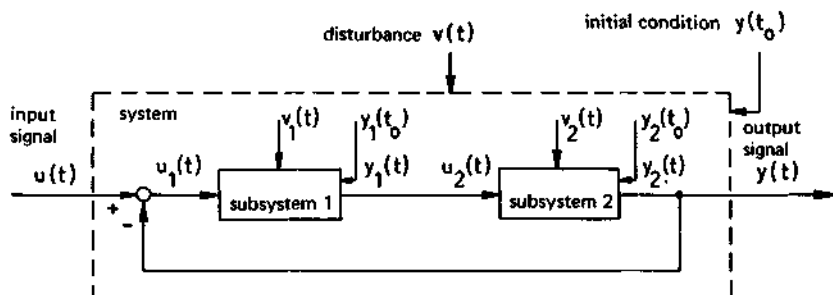 disturbance v(t)
initial condition y(t₀)
input signal
u(t)
system
v₁(t)
y₁(t₀)
v₂(t)
y₂(t₀)
output signal
y(t)
u₁(t)
y₁(t)
u₂(t)
y₂(t)
subsystem 1
subsystem 2
+
-